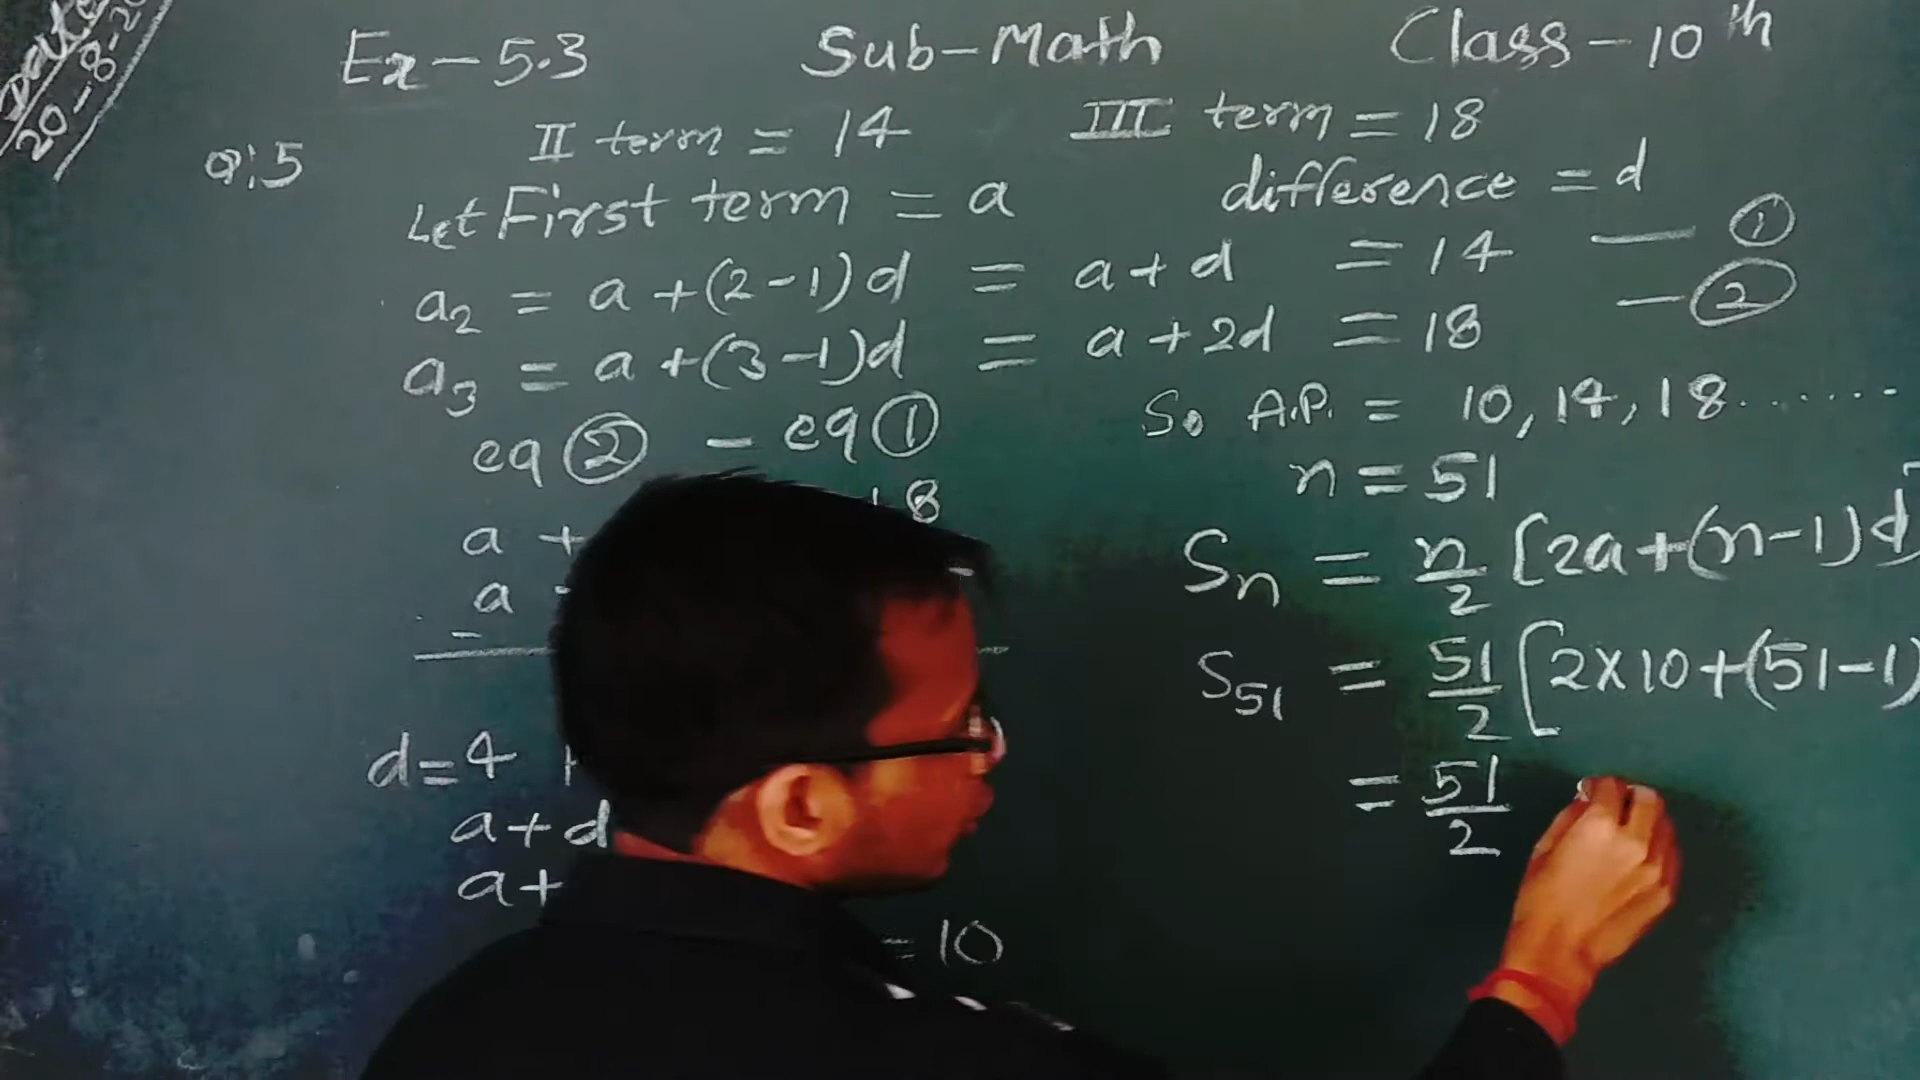 Date
20-8-20
Ex-5.3 Sub-Math Class-10th
Q:5 II term = 14 III term = 18
Let First term = a difference = d
a₂ = a+(2-1)d = a+d = 14 — ①
a₃ = a+(3-1)d = a+2d = 18 — ②
eq ② - eq ①
a + 18
a
-
d=4
a+d
a+
= 10
So A.P. = 10, 14, 18.......
n = 51
Sₙ = n/2 [2a+(n-1)d]
S₅₁ = 51/2 [2×10+(51-1)
= 51/2